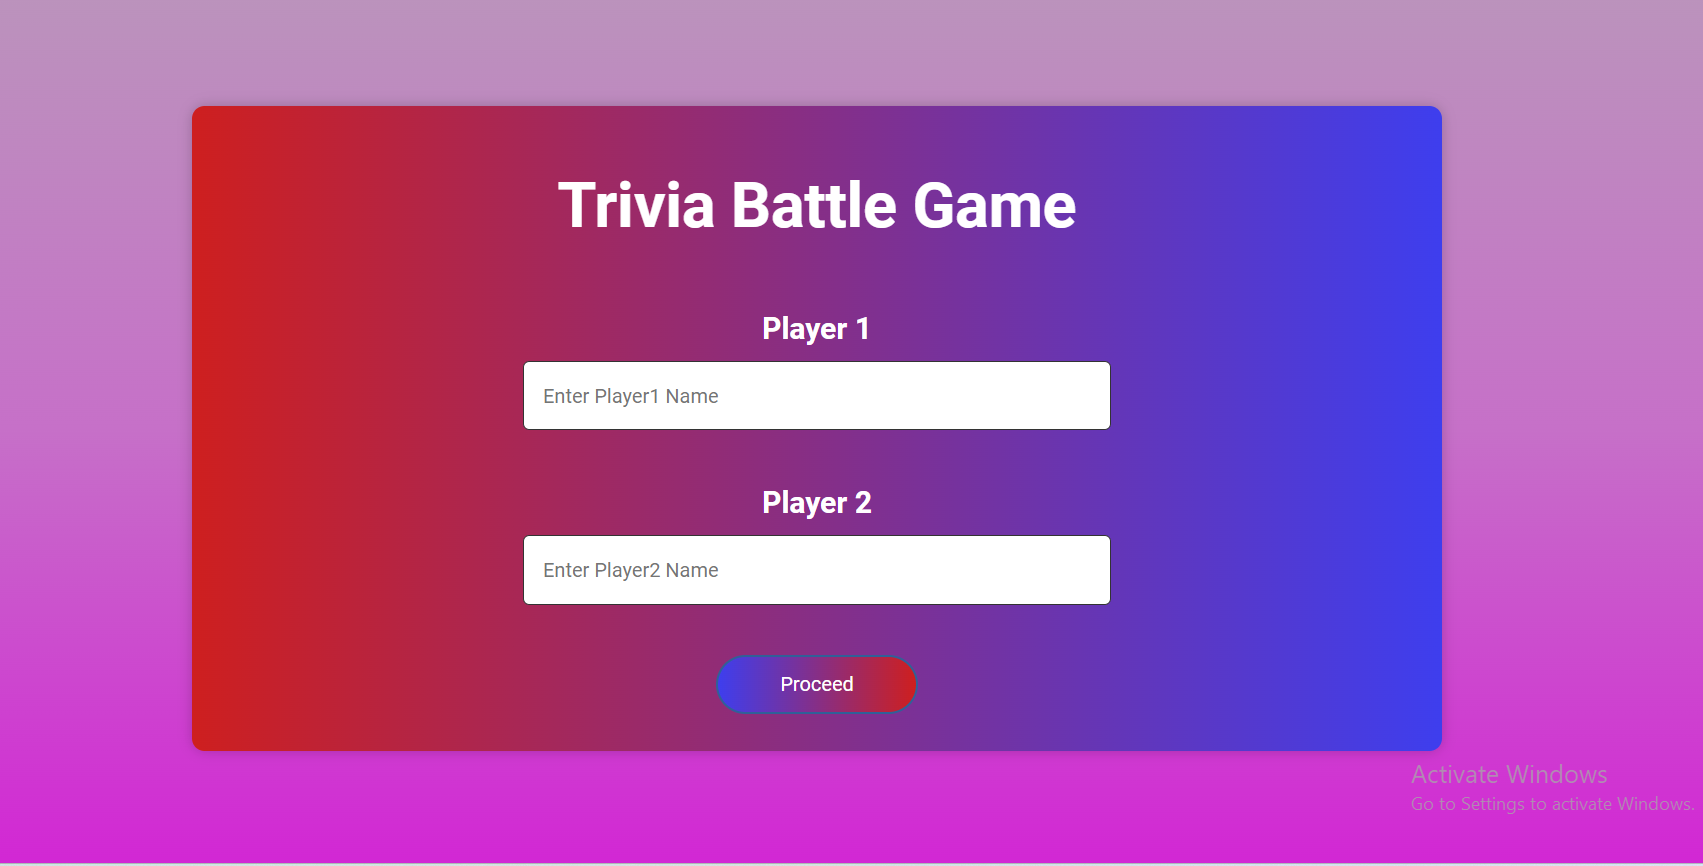 Trivia Battle Game
Player 1
Enter Player1 Name
Player 2
Enter Player2 Name
Proceed
Activate Windows
Go to Settings to activate Windows.